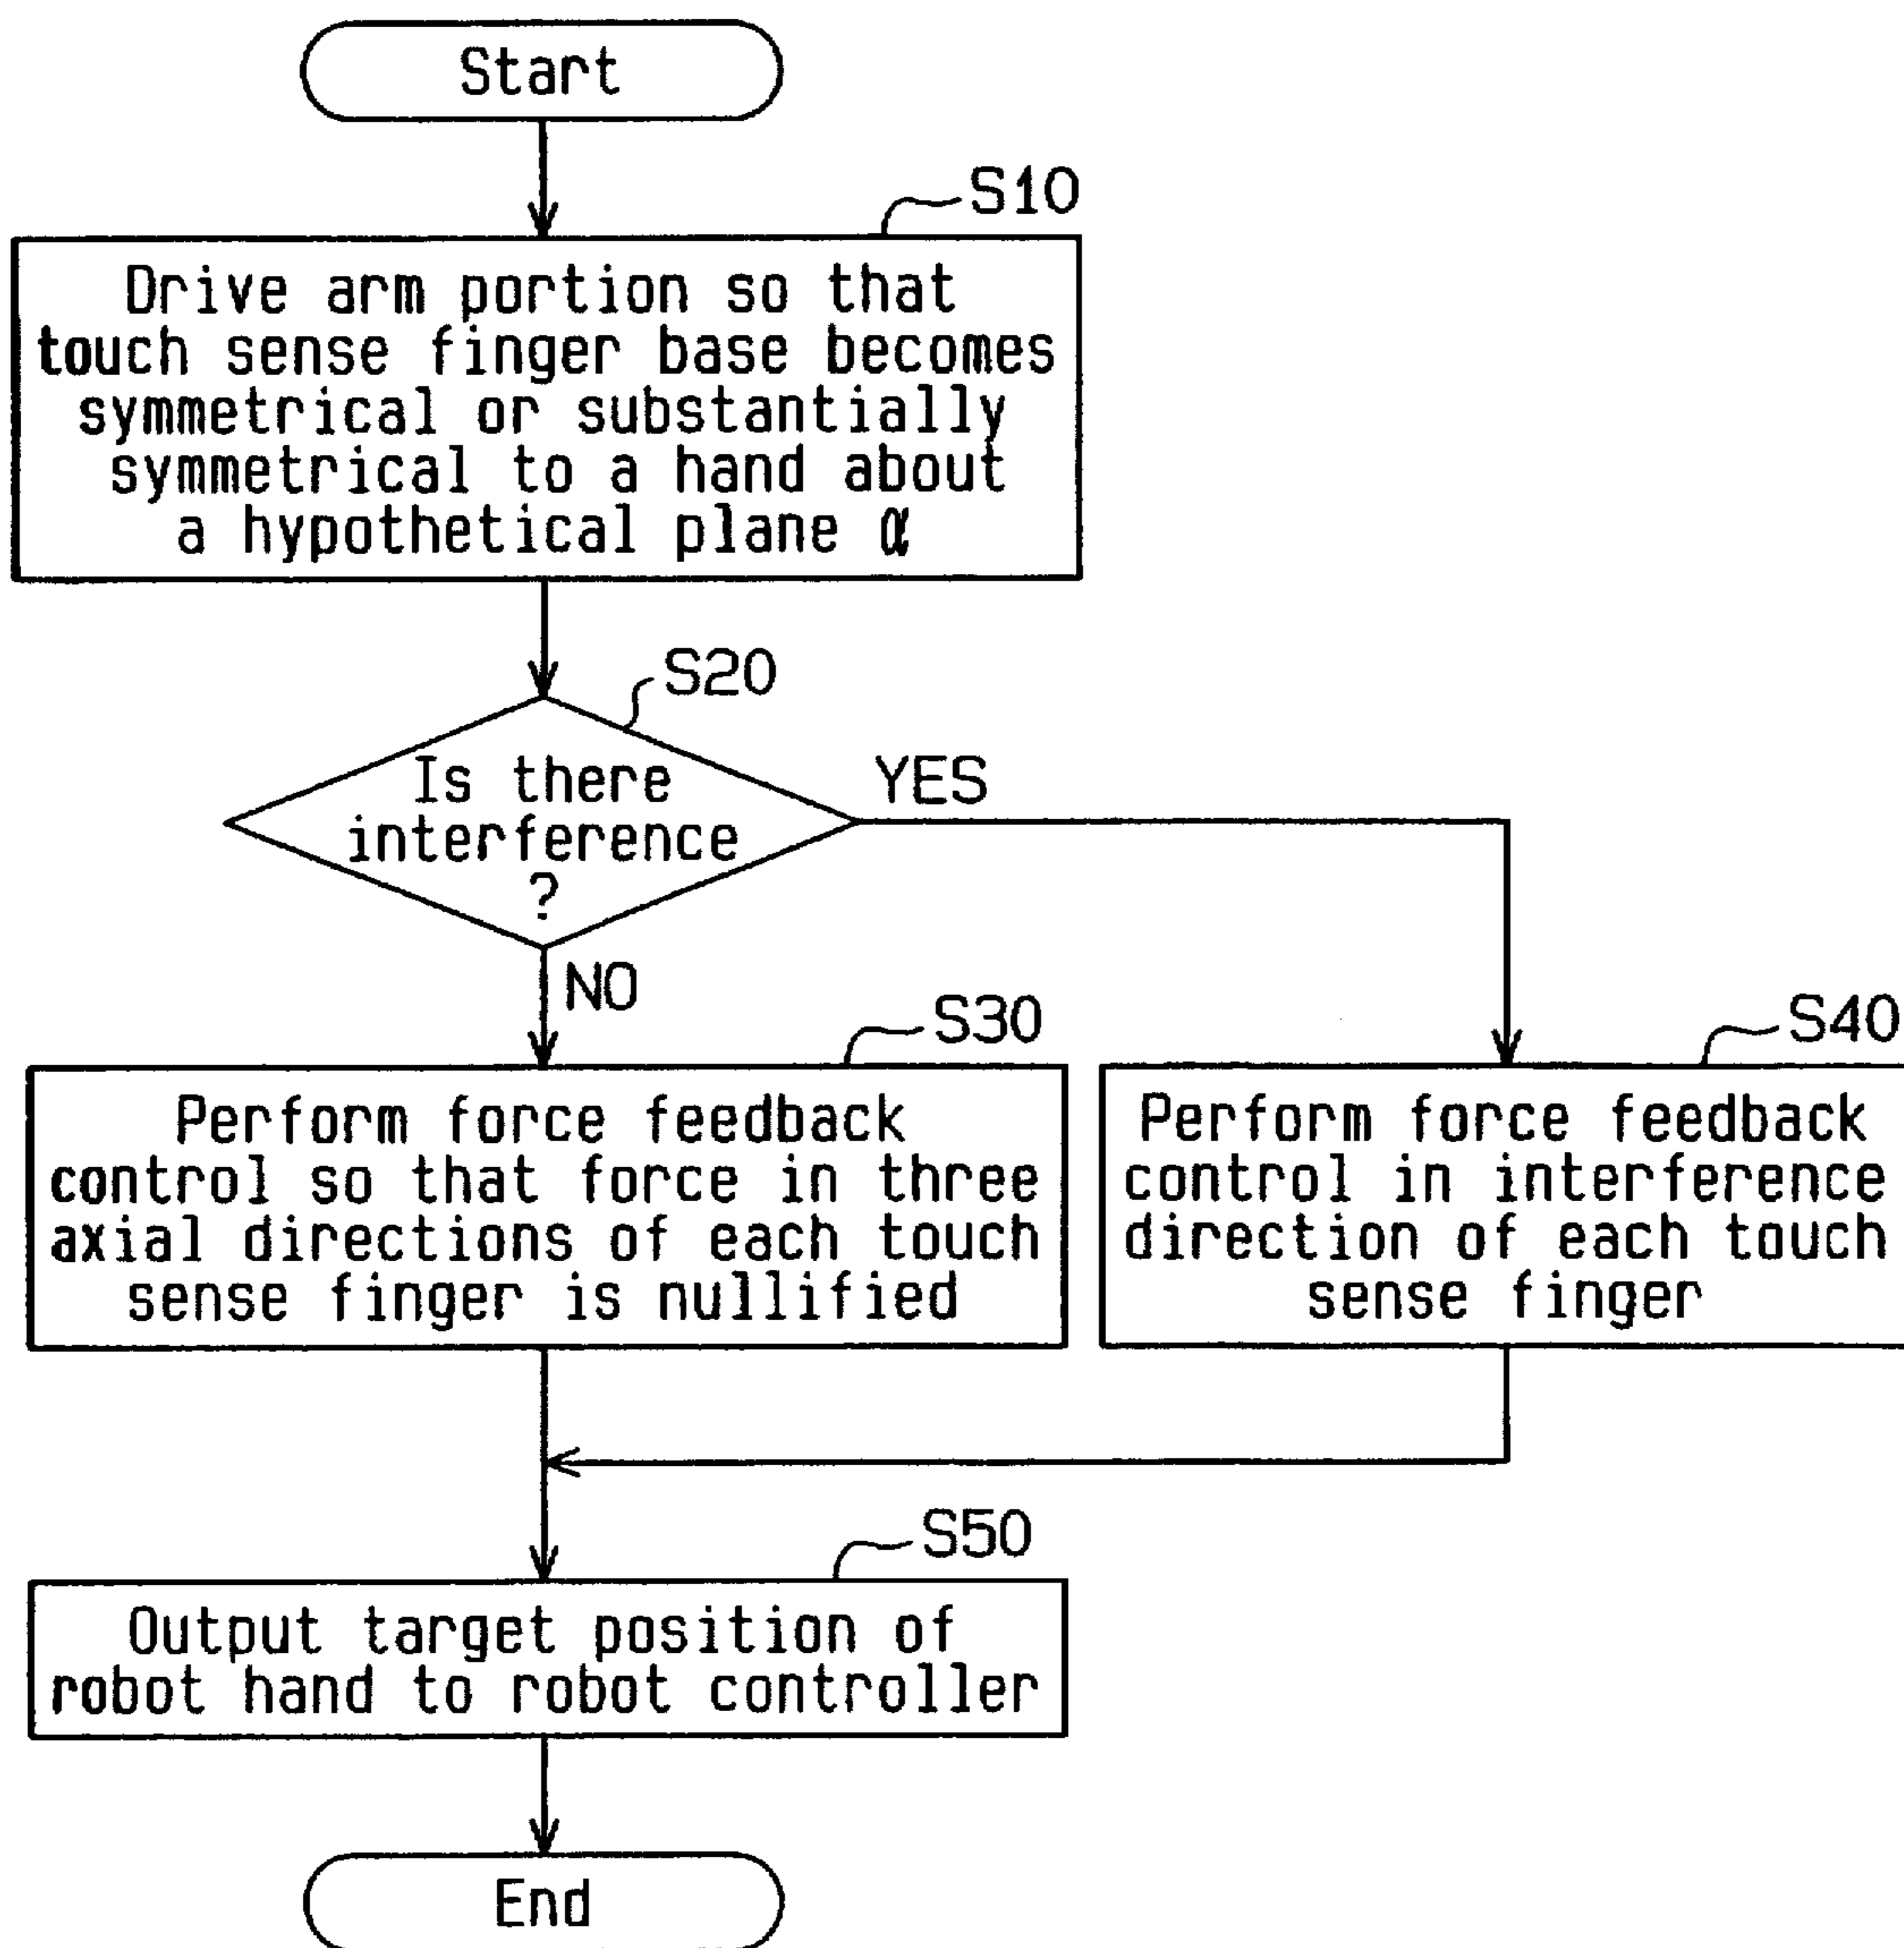 Start
S10
Drive arm portion so that
touch sense finger base becomes
symmetrical or substantially
symmetrical to a hand about
a hypothetical plane α
S20
Is there
interference
?
YES
NO
S30
Perform force feedback
control so that force in three
axial directions of each touch
sense finger is nullified
S40
Perform force feedback
control in interference
direction of each touch
sense finger
S50
Output target position of
robot hand to robot controller
End